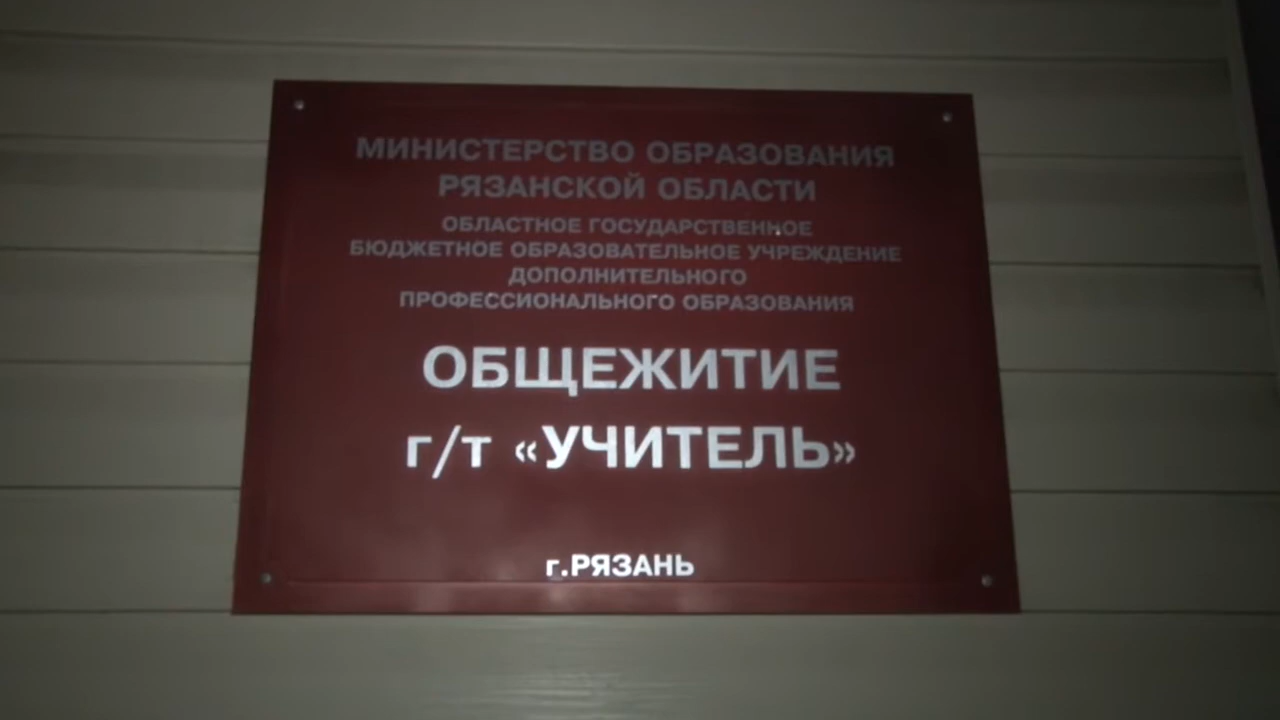 МИНИСТЕРСТВО ОБРАЗОВАНИЯ
РЯЗАНСКОЙ ОБЛАСТИ
ОБЛАСТНОЕ ГОСУДАРСТВЕННОЕ
БЮДЖЕТНОЕ ОБРАЗОВАТЕЛЬНОЕ УЧРЕЖДЕНИЕ
ДОПОЛНИТЕЛЬНОГО
ПРОФЕССИОНАЛЬНОГО ОБРАЗОВАНИЯ
ОБЩЕЖИТИЕ
г/т «УЧИТЕЛЬ»
г.РЯЗАНЬ